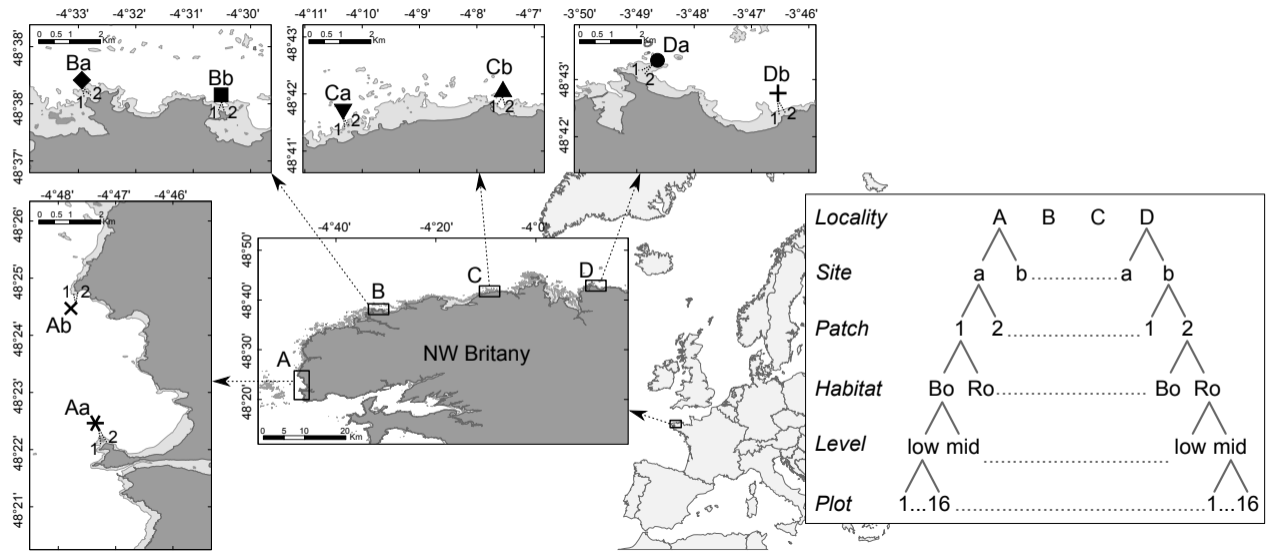 -4°33' -4°32' -4°31' -4°30'
48°38' 48°38' 48°37'
0 0.5 1 2 Km
Ba
1 2
Bb
1 2
-4°11' -4°10' -4°8' -4°7'
48°43' 48°42' 48°41'
0 0.5 1 2 Km
Ca
1 2
Cb
1 2
-3°50' -3°49' -3°48' -3°47' -3°46'
48°43' 48°42'
0 0.5 1 2 Km
Da
1 2
Db
1 2
-4°48' -4°47' -4°46'
48°26' 48°25' 48°24' 48°23' 48°22' 48°21'
0 0.5 1 2 Km
1 2
Ab
Aa
1 2
-4°40' -4°20' -4°0'
48°50' 48°40' 48°30' 48°20'
A
B
C
D
NW Britany
0 5 10 20 Km
Locality A B C D
Site a b a b
Patch 1 2 1 2
Habitat Bo Ro Bo Ro
Level low mid low mid
Plot 1...16 1...16